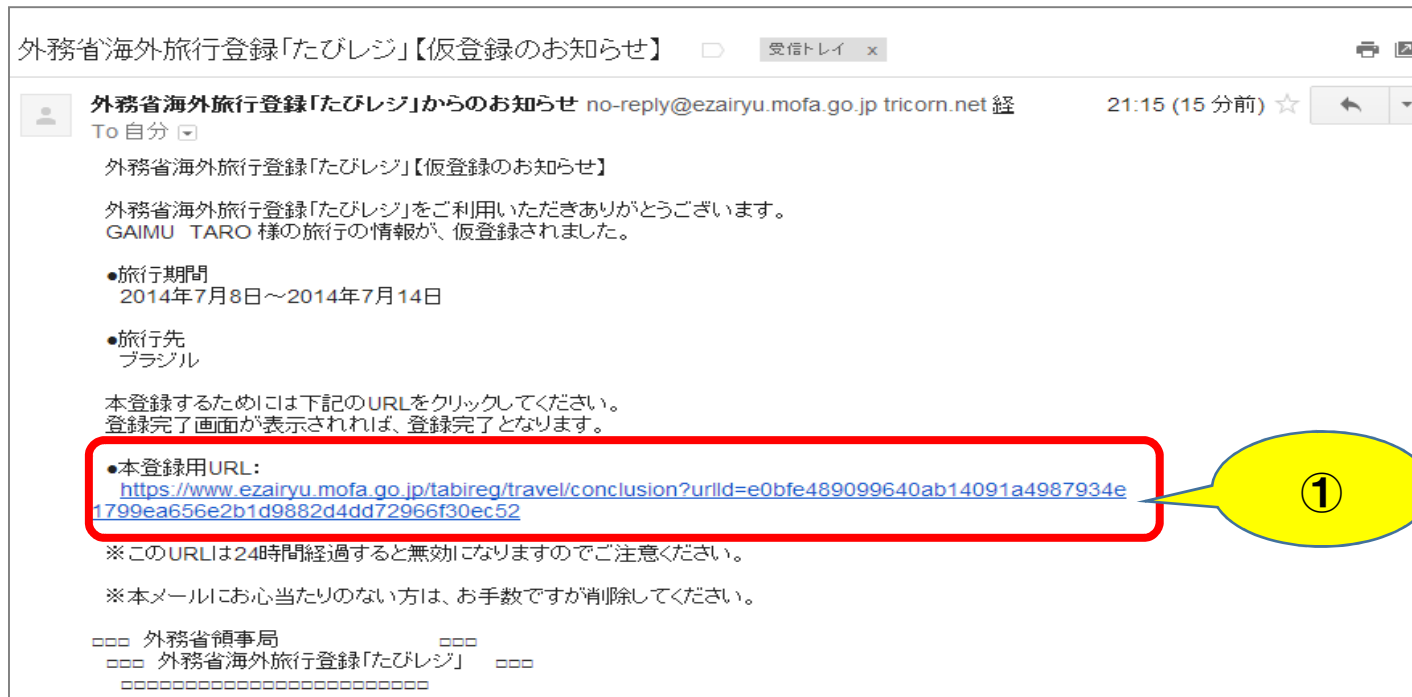 外務省海外旅行登録「たびレジ」【仮登録のお知らせ】 受信トレイ x
外務省海外旅行登録「たびレジ」からのお知らせ no-reply@ezairyu.mofa.go.jp tricorn.net 経 21:15 (15 分前)
To 自分
外務省海外旅行登録「たびレジ」【仮登録のお知らせ】
外務省海外旅行登録「たびレジ」をご利用いただきありがとうございます。
GAIMU TARO 様の旅行の情報が、仮登録されました。
●旅行期間
2014年7月8日～2014年7月14日
●旅行先
ブラジル
本登録するためには下記のURLをクリックしてください。
登録完了画面が表示されれば、登録完了となります。
●本登録用URL：
https://www.ezairyu.mofa.go.jp/tabireg/travel/conclusion?urlId=e0bfe489099640ab14091a4987934e
1799ea656e2b1d9882d4dd72966f30ec52
①
※このURLは24時間経過すると無効になりますのでご注意ください。
※本メールにお心当たりのない方は、お手数ですが削除してください。
□□□ 外務省領事局 □□□
□□□ 外務省海外旅行登録「たびレジ」 □□□
□□□□□□□□□□□□□□□□□□□□□□□□